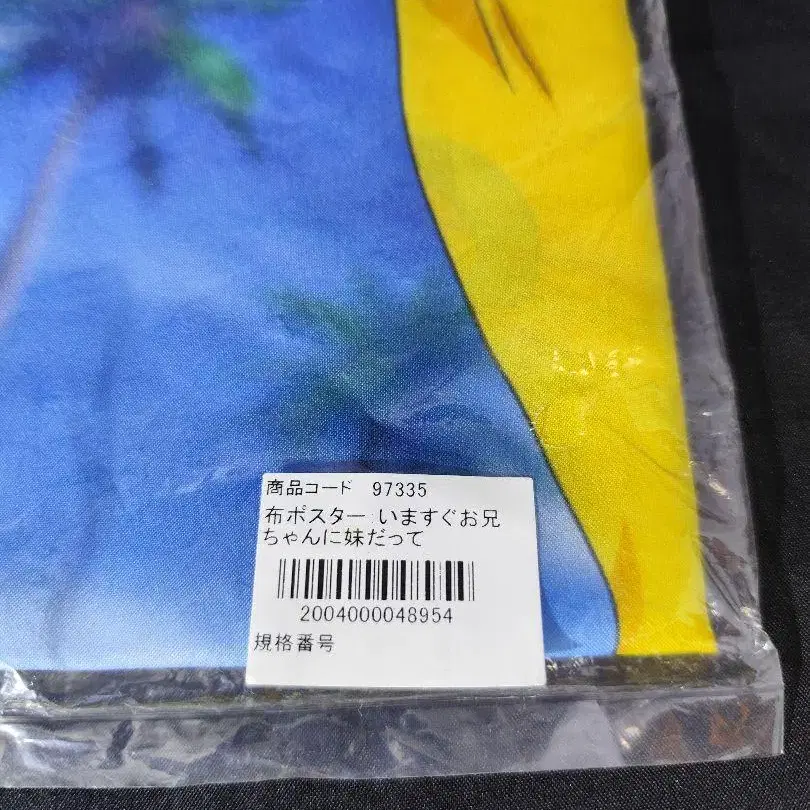 商品コード 97335
布ポスター:いますぐお兄
ちゃんに妹だって
2004000048954
規格番号